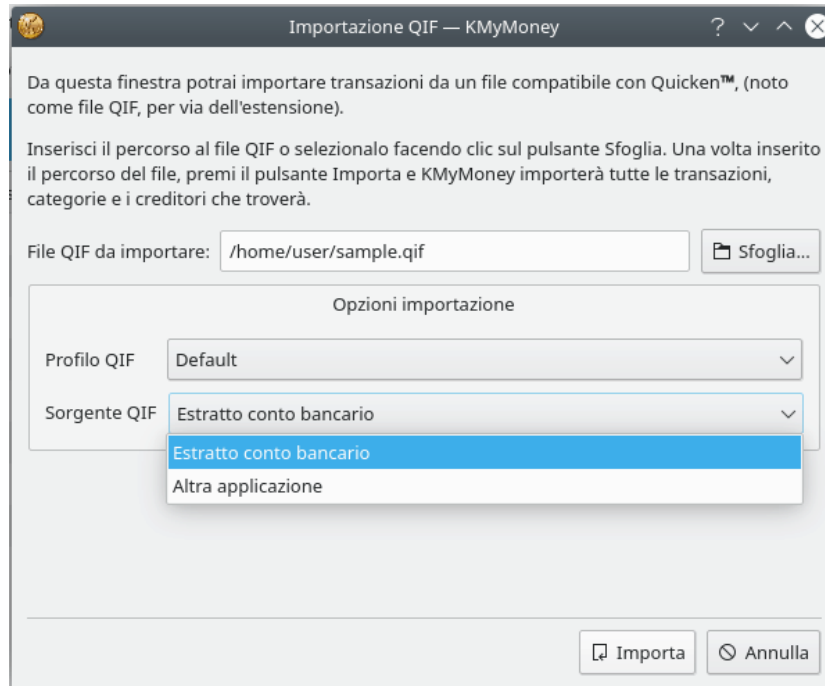 Importazione QIF — KMyMoney
Da questa finestra potrai importare transazioni da un file compatibile con Quicken™, (noto
come file QIF, per via dell'estensione).
Inserisci il percorso al file QIF o selezionalo facendo clic sul pulsante Sfoglia. Una volta inserito
il percorso del file, premi il pulsante Importa e KMyMoney importerà tutte le transazioni,
categorie e i creditori che troverà.
File QIF da importare: /home/user/sample.qif Sfoglia...
Opzioni importazione
Profilo QIF Default
Sorgente QIF Estratto conto bancario
Estratto conto bancario
Altra applicazione
Importa Annulla